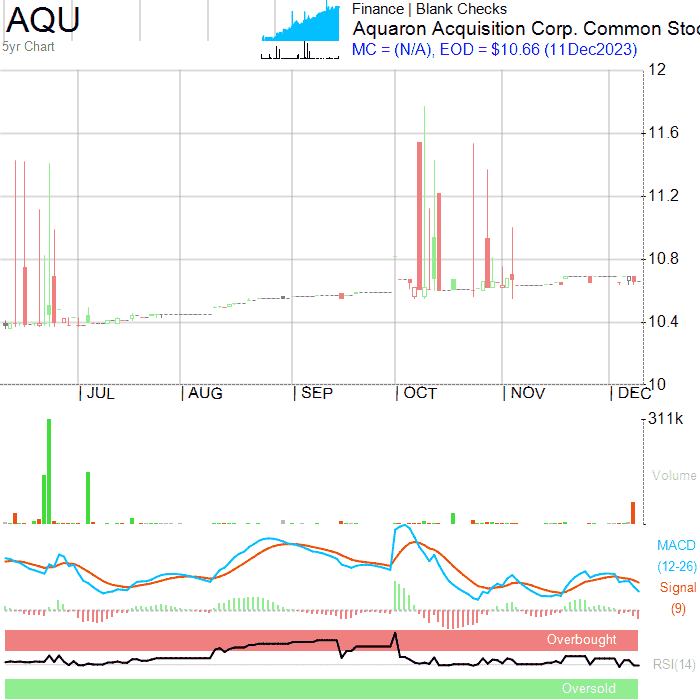 AQU
5yr Chart
Finance | Blank Checks
Aquaron Acquisition Corp. Common Stoc
MC = (N/A), EOD = $10.66 (11Dec2023)
12
11.6
11.2
10.8
10.4
10
| JUL | AUG | SEP | OCT | NOV | DEC
311k
Volume
MACD
(12-26)
Signal
(9)
Overbought
RSI(14)
Oversold